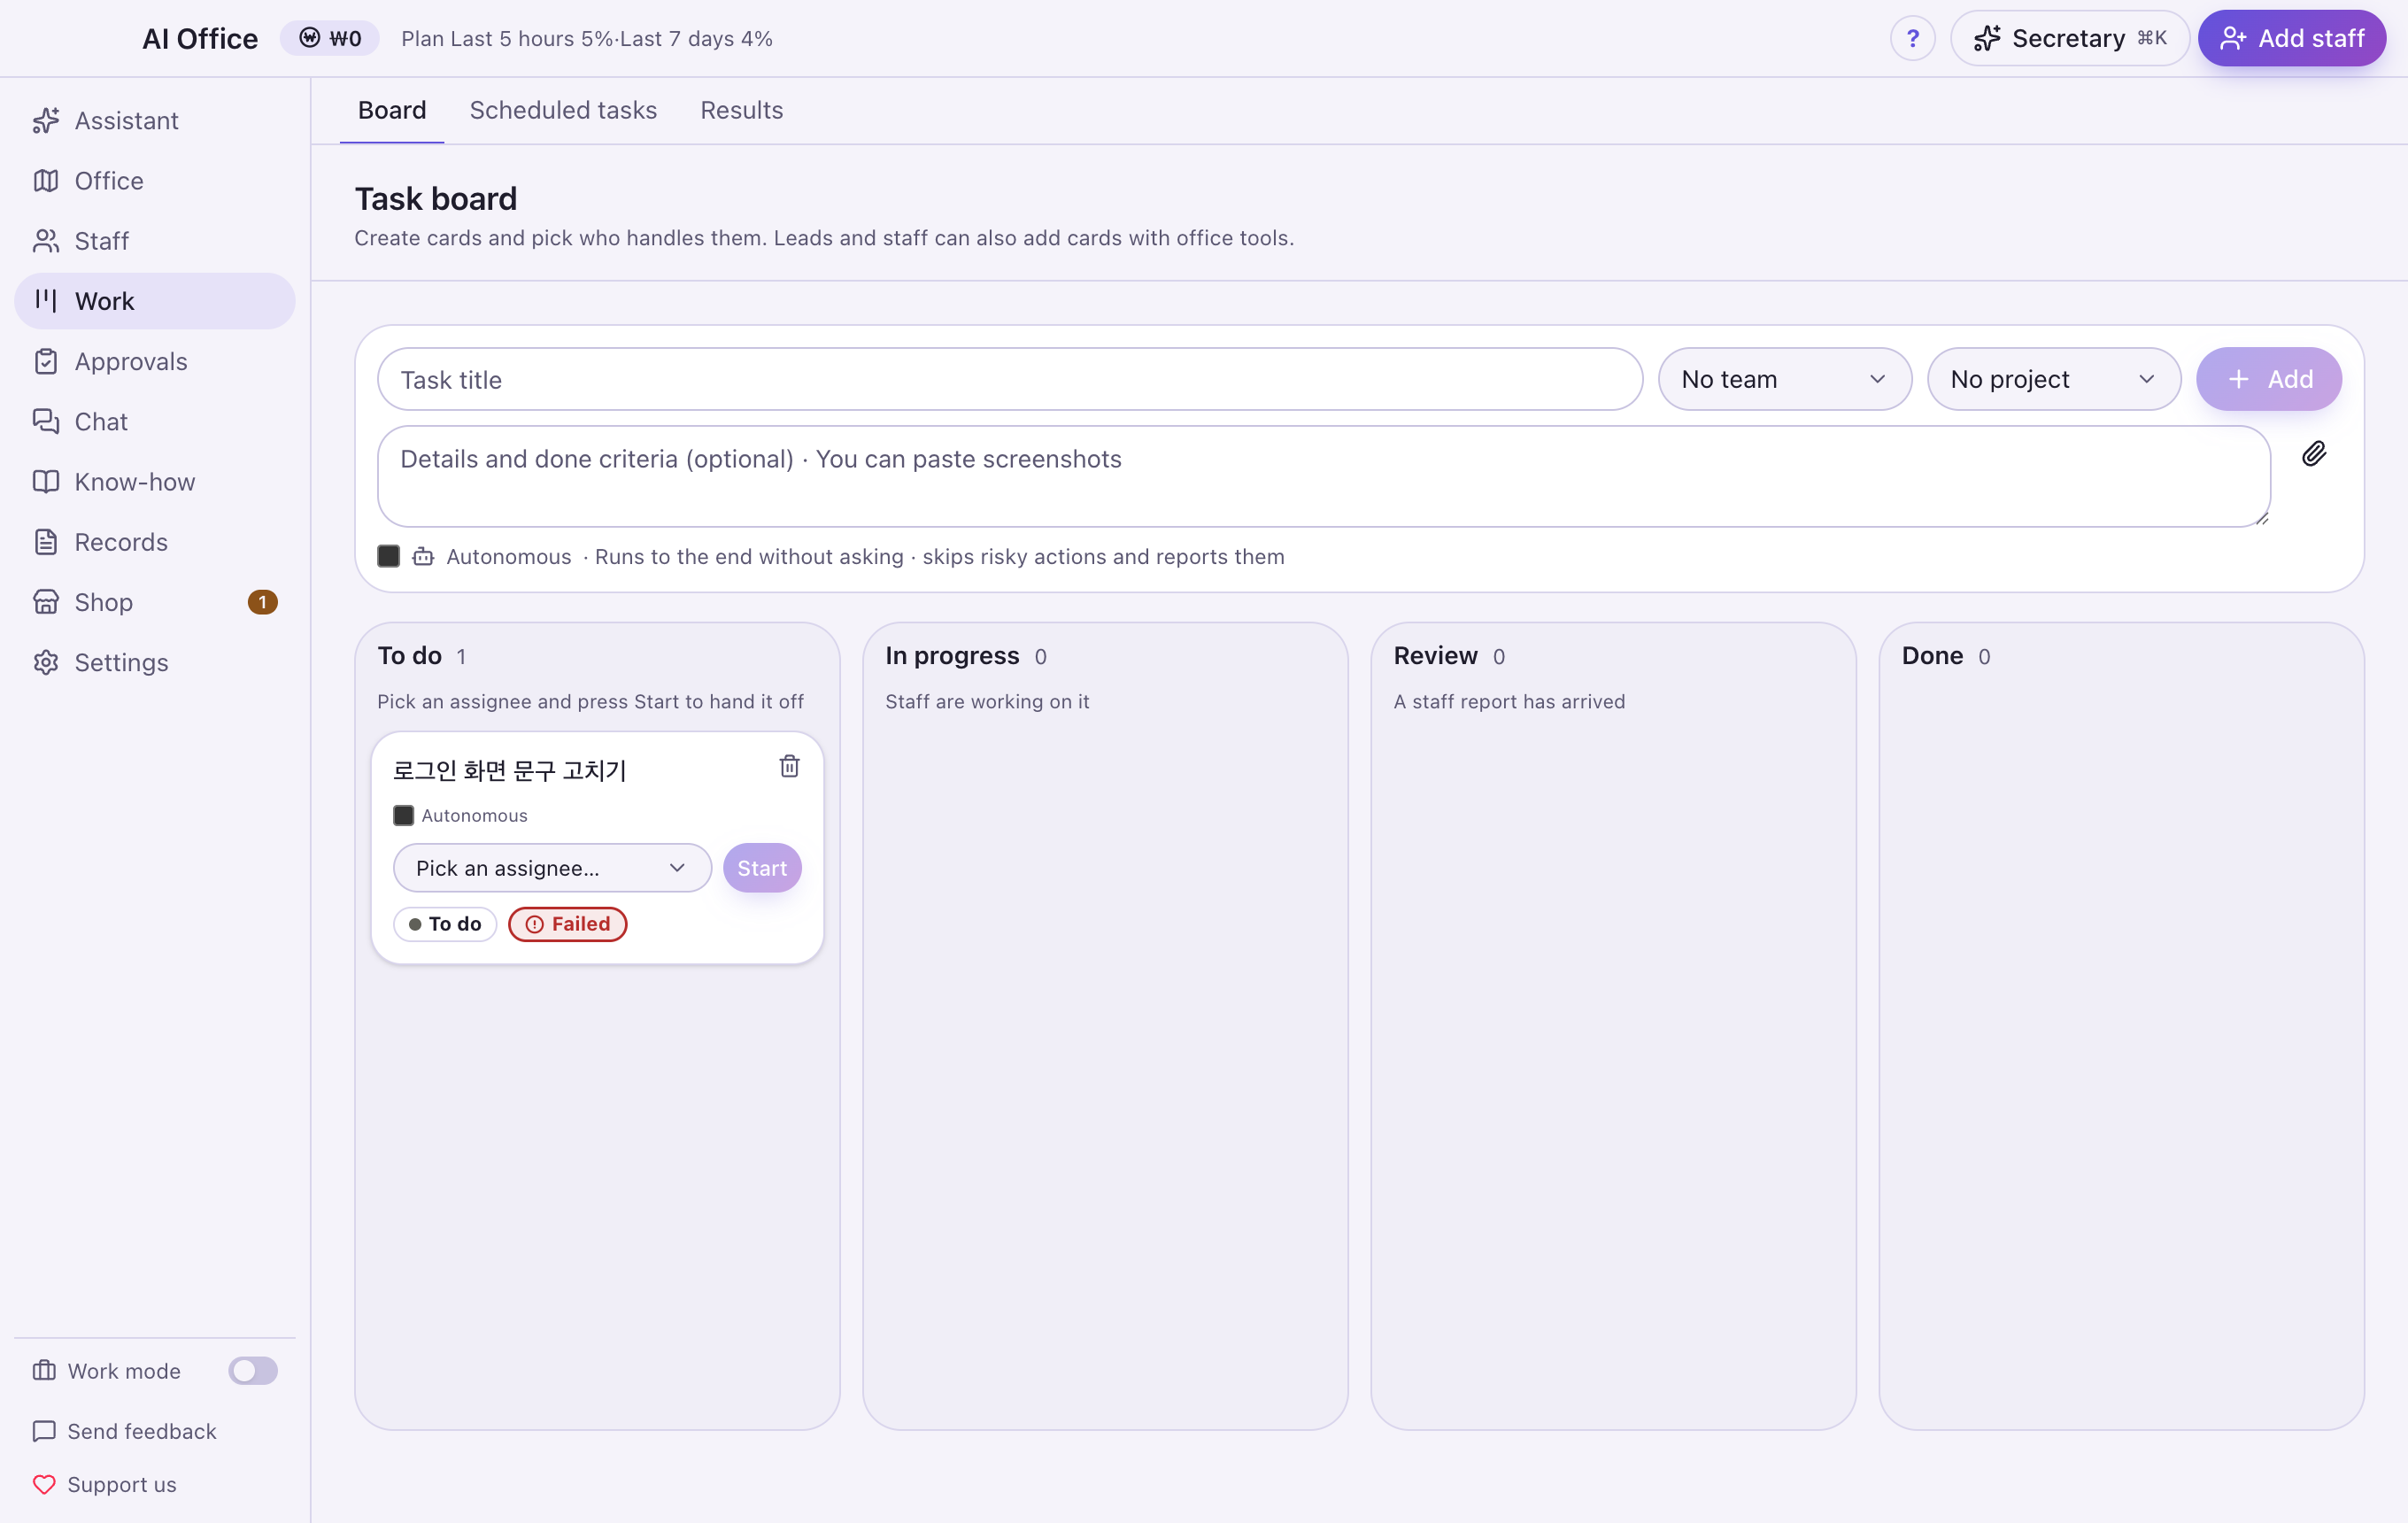 AI Office
₩0
Plan Last 5 hours 5%·Last 7 days 4%
?
Secretary ⌘K
Add staff
Assistant
Office
Staff
Work
Approvals
Chat
Know-how
Records
Shop 1
Settings
Work mode
Send feedback
Support us
Board
Scheduled tasks
Results
Task board
Create cards and pick who handles them. Leads and staff can also add cards with office tools.
Task title
No team
No project
+ Add
Details and done criteria (optional) · You can paste screenshots
Autonomous · Runs to the end without asking · skips risky actions and reports them
To do 1
Pick an assignee and press Start to hand it off
로그인 화면 문구 고치기
Autonomous
Pick an assignee...
Start
To do
Failed
In progress 0
Staff are working on it
Review 0
A staff report has arrived
Done 0